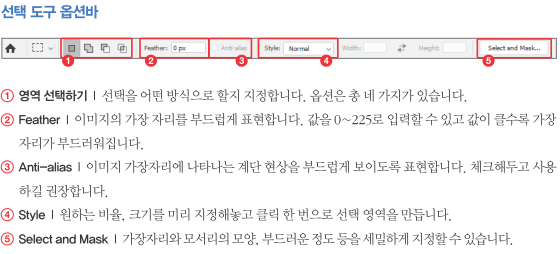 선택 도구 옵션바
Feather: 0 px Anti-alias Style: Normal Width: Height: Select and Mask...
1 2 3 4 5
① 영역 선택하기 | 선택을 어떤 방식으로 할지 지정합니다. 옵션은 총 네 가지가 있습니다.
② Feather | 이미지의 가장 자리를 부드럽게 표현합니다. 값을 0~225로 입력할 수 있고 값이 클수록 가장
자리가 부드러워집니다.
③ Anti-alias | 이미지 가장자리에 나타나는 계단 현상을 부드럽게 보이도록 표현합니다. 체크해두고 사용
하길 권장합니다.
④ Style | 원하는 비율, 크기를 미리 지정해놓고 클릭 한 번으로 선택 영역을 만듭니다.
⑤ Select and Mask | 가장자리와 모서리의 모양, 부드러운 정도 등을 세밀하게 지정할 수 있습니다.